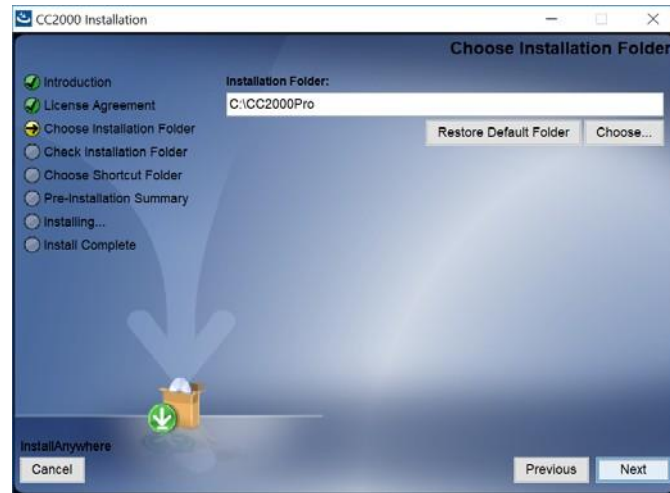 CC2000 Installation
Choose Installation Folder
Introduction
License Agreement
Choose Installation Folder
Check Installation Folder
Choose Shortcut Folder
Pre-Installation Summary
Installing...
Install Complete
Installation Folder:
C:\CC2000Pro
Restore Default Folder
Choose...
InstallAnywhere
Cancel
Previous
Next